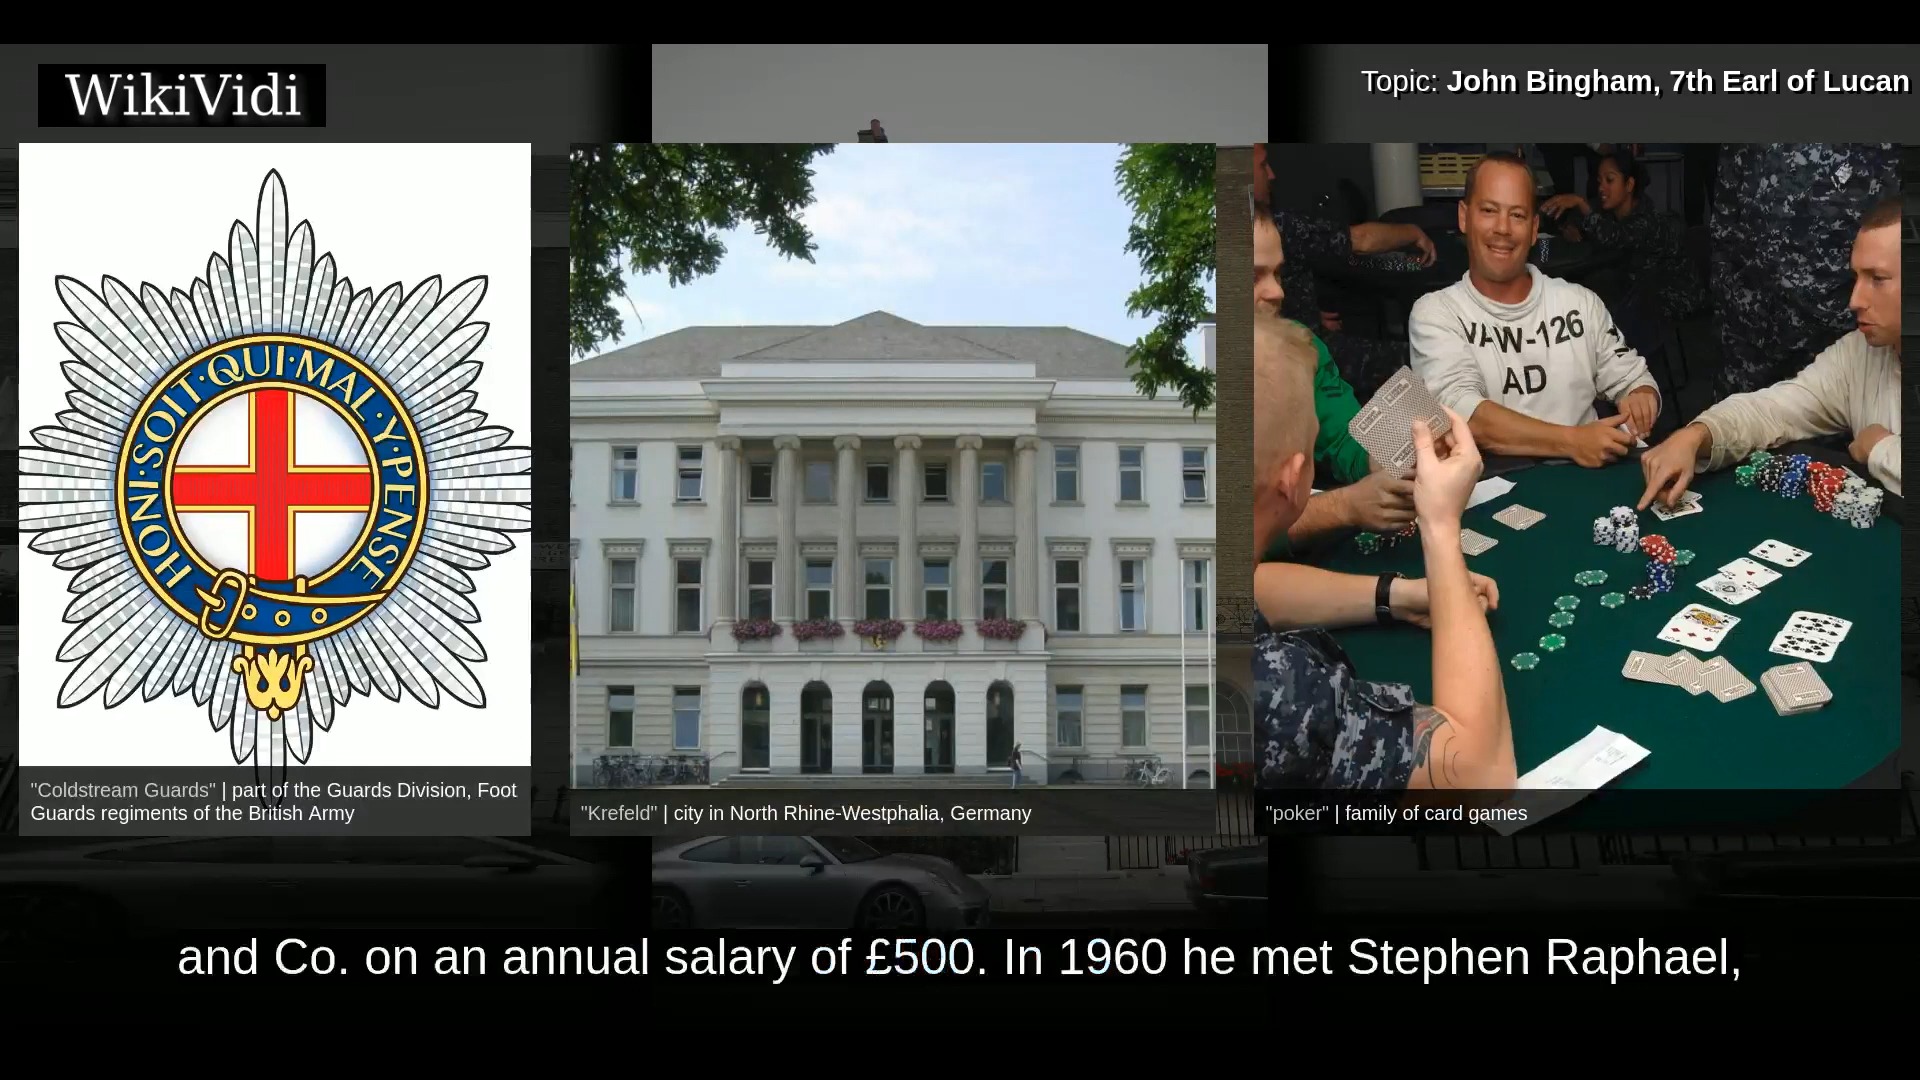 WikiVidi
Topic: John Bingham, 7th Earl of Lucan
HONI·SOIT·QUI·MAL·Y·PENSE
VAW-126
AD
"Coldstream Guards" | part of the Guards Division, Foot
Guards regiments of the British Army
"Krefeld" | city in North Rhine-Westphalia, Germany
"poker" | family of card games
and Co. on an annual salary of £500. In 1960 he met Stephen Raphael,